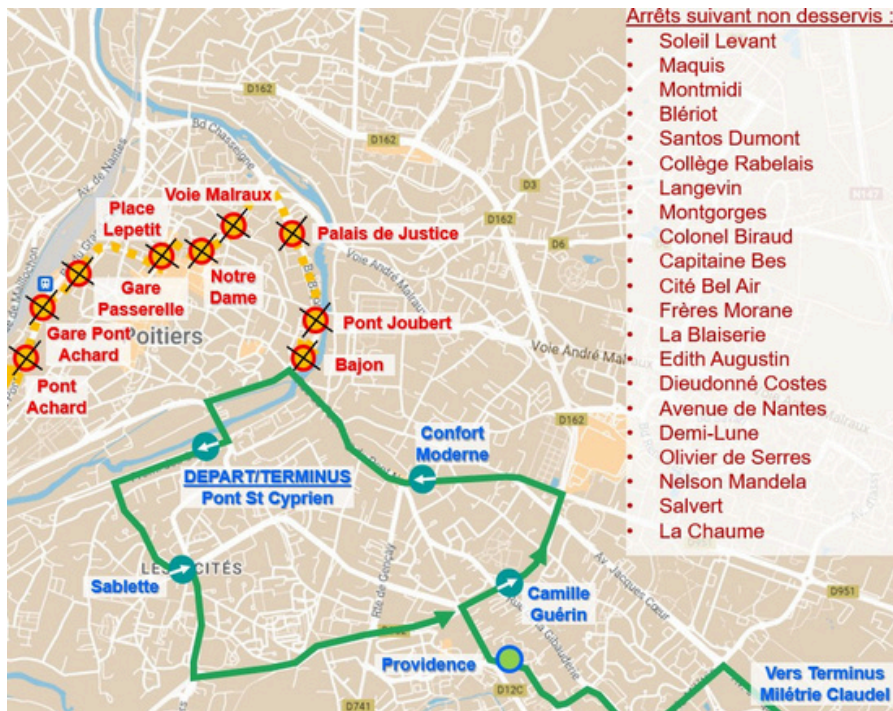 Arrêts suivant non desservis :
• Soleil Levant
• Maquis
• Montmidi
• Blériot
• Santos Dumont
• Collège Rabelais
• Langevin
• Montgorges
• Colonel Biraud
• Capitaine Bes
• Cité Bel Air
• Frères Morane
• La Blaiserie
• Edith Augustin
• Dieudonné Costes
• Avenue de Nantes
• Demi-Lune
• Olivier de Serres
• Nelson Mandela
• Salvert
• La Chaume
D162
D162
D162
Bd Chasseigne
Av. de Nantes
D3
D6
N147
Voie Malraux
Place
Lepetit
Palais de Justice
Notre
Dame
Gare
Passerelle
Voie André Malraux
Gare Pont
Achard
Poitiers
Pont Joubert
Voie André Malraux
Pont
Achard
Bajon
D162
Confort
Moderne
DEPART/TERMINUS
Pont St Cyprien
Sablette
LES CITÉS
Rte de Gençay
Camille
Guérin
Av. Jacques Cœur
D951
la Gibauderie
Providence
D12C
D741
Vers Terminus
Milétrie Claudel